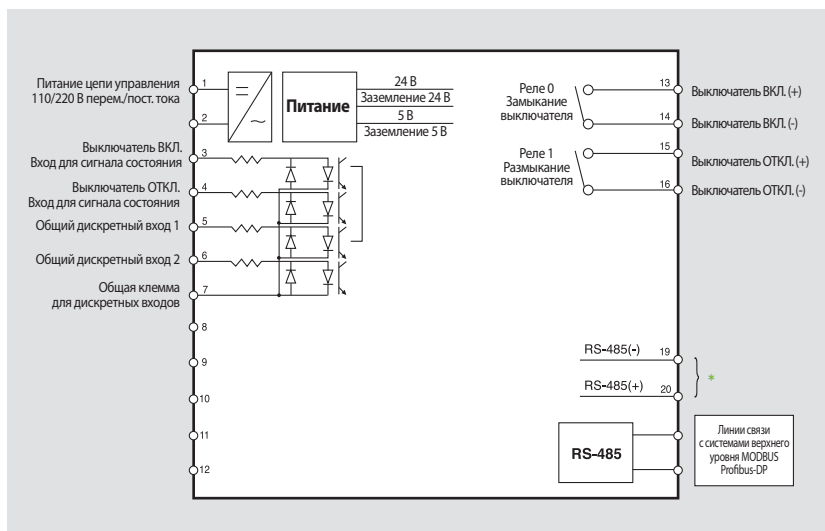 Питание цепи управления
110/220 В перем./пост. тока
1
2
Питание
24 В
Заземление 24 В
5 В
Заземление 5 В
Выключатель ВКЛ.
Вход для сигнала состояния
3
Выключатель ОТКЛ.
Вход для сигнала состояния
4
Общий дискретный вход 1
5
Общий дискретный вход 2
6
Общая клемма
для дискретных входов
7
8
9
10
11
12
Реле 0
Замыкание
выключателя
13
Выключатель ВКЛ. (+)
14
Выключатель ВКЛ. (-)
Реле 1
Размыкание
выключателя
15
Выключатель ОТКЛ. (+)
16
Выключатель ОТКЛ. (-)
RS-485(-)
19
RS-485(+)
20
*
RS-485
Линии связи
с системами верхнего
уровня MODBUS
Profibus-DP